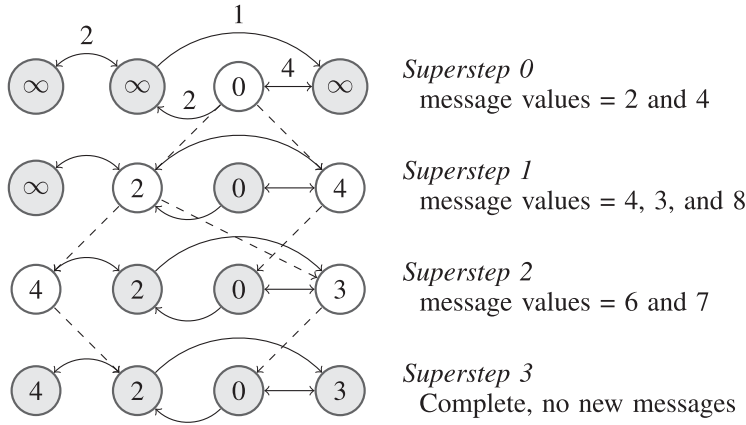 1
2
∞ ∞ 0 4 ∞
2
Superstep 0
message values = 2 and 4
∞ 2 0 4
Superstep 1
message values = 4, 3, and 8
4 2 0 3
Superstep 2
message values = 6 and 7
4 2 0 3
Superstep 3
Complete, no new messages